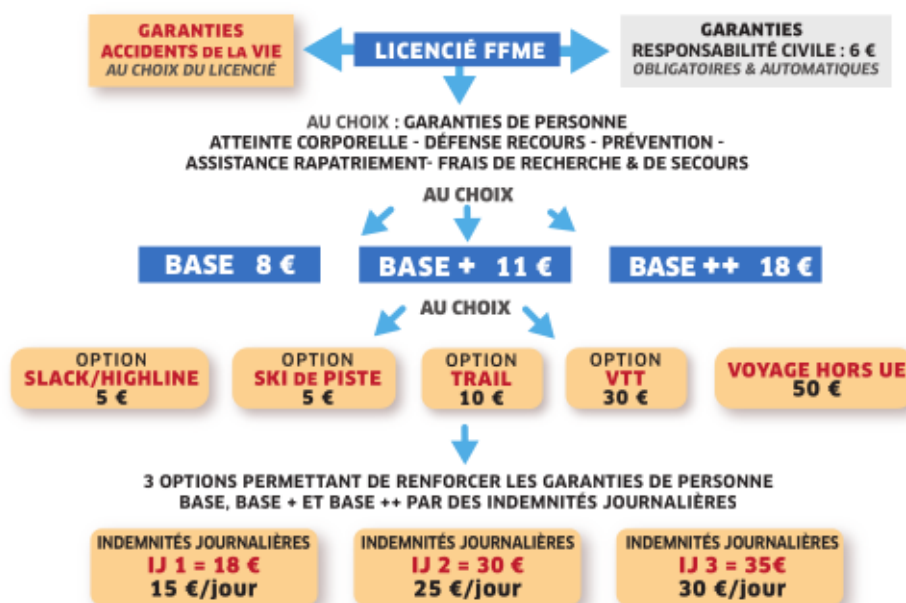 GARANTIES
ACCIDENTS DE LA VIE
AU CHOIX DU LICENCIÉ
LICENCIÉ FFME
GARANTIES
RESPONSABILITÉ CIVILE : 6 €
OBLIGATOIRES & AUTOMATIQUES
AU CHOIX : GARANTIES DE PERSONNE
ATTEINTE CORPORELLE - DÉFENSE RECOURS - PRÉVENTION -
ASSISTANCE RAPATRIEMENT- FRAIS DE RECHERCHE & DE SECOURS
AU CHOIX
BASE 8 €
BASE + 11 €
BASE ++ 18 €
AU CHOIX
OPTION
SLACK/HIGHLINE
5 €
OPTION
SKI DE PISTE
5 €
OPTION
TRAIL
10 €
OPTION
VTT
30 €
VOYAGE HORS UE
50 €
3 OPTIONS PERMETTANT DE RENFORCER LES GARANTIES DE PERSONNE
BASE, BASE + ET BASE ++ PAR DES INDEMNITÉS JOURNALIÈRES
INDEMNITÉS JOURNALIÈRES
IJ 1 = 18 €
15 €/jour
INDEMNITÉS JOURNALIÈRES
IJ 2 = 30 €
25 €/jour
INDEMNITÉS JOURNALIÈRES
IJ 3 = 35€
30 €/jour